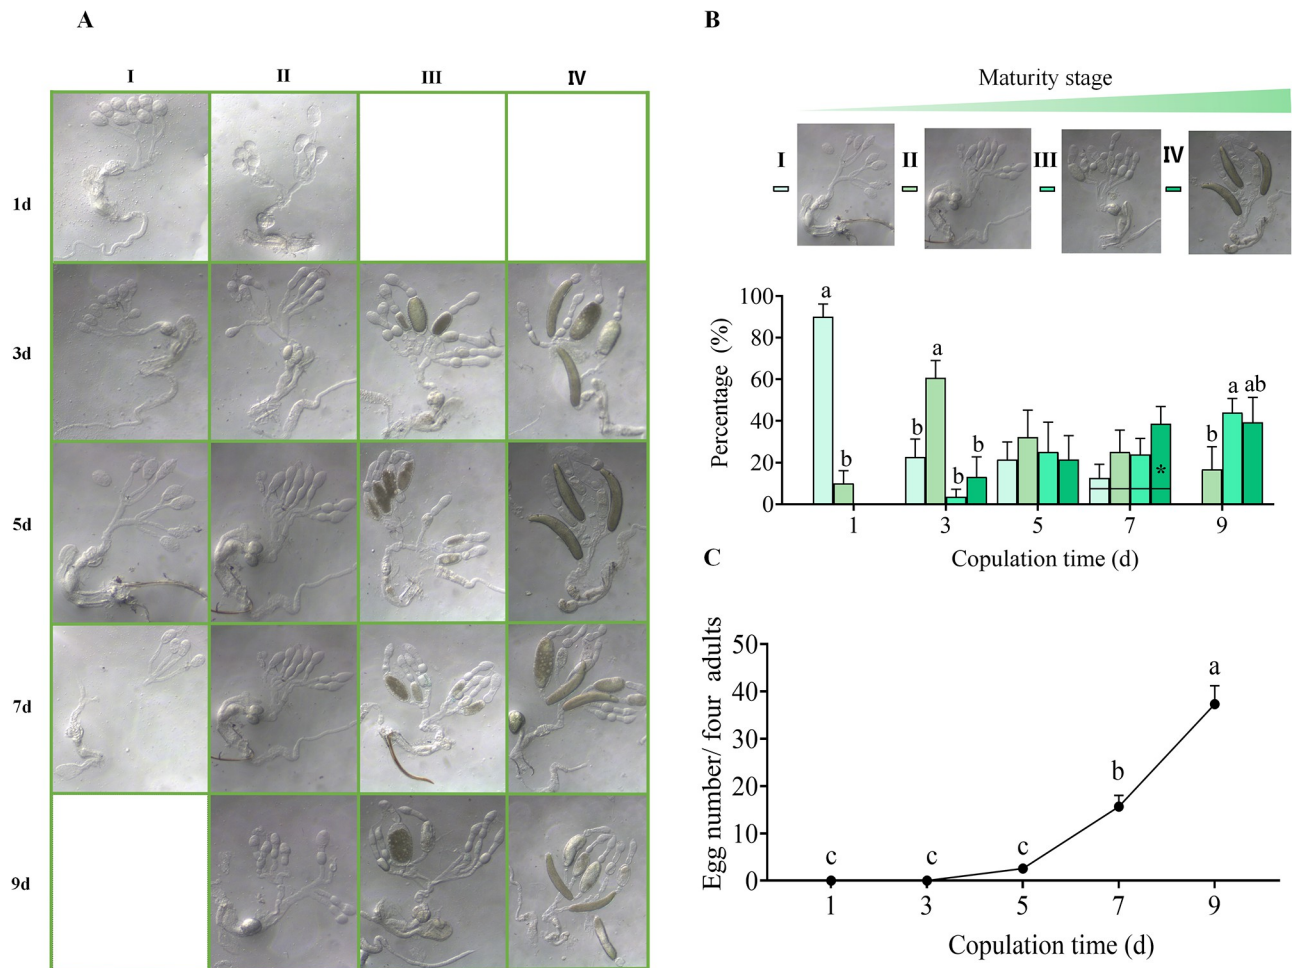 A
I II III IV
1d
3d
5d
7d
9d
B
Maturity stage
I II III IV
Percentage (%)
100
80
60
40
20
0
a
b
b
a
b
b
*
b
a
ab
1 3 5 7 9
Copulation time (d)
C
Egg number/ four adults
50
40
30
20
10
0
c
c
c
b
a
1 3 5 7 9
Copulation time (d)